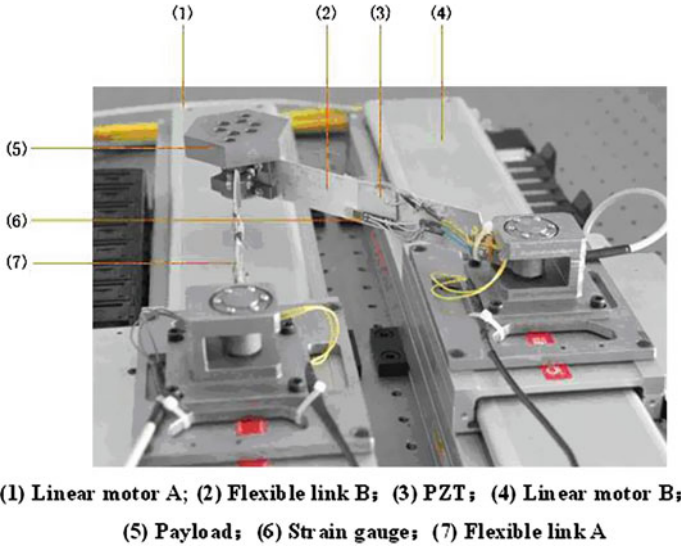 (1) (2) (3) (4)
(5)
(6)
(7)
(1) Linear motor A; (2) Flexible link B; (3) PZT; (4) Linear motor B;
(5) Payload; (6) Strain gauge; (7) Flexible link A